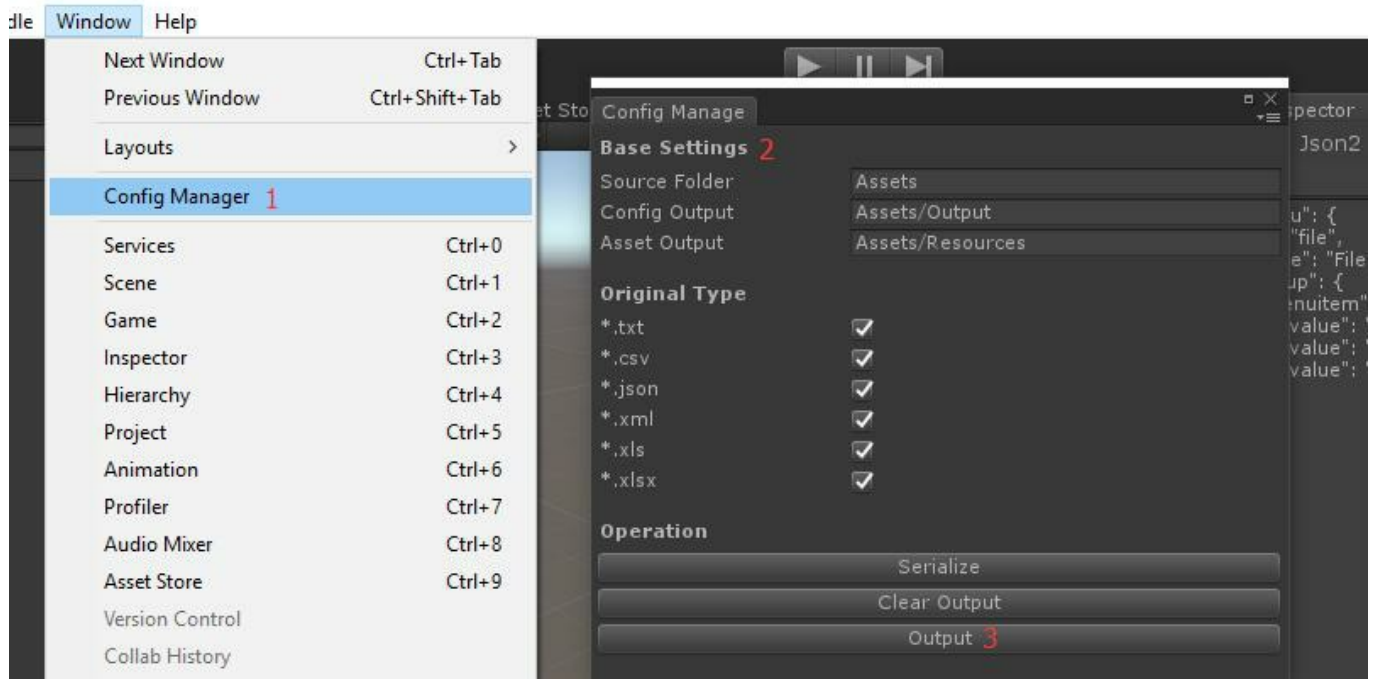 dle Window Help
Next Window Ctrl+Tab
Previous Window Ctrl+Shift+Tab
Layouts >
Config Manager 1
Services Ctrl+0
Scene Ctrl+1
Game Ctrl+2
Inspector Ctrl+3
Hierarchy Ctrl+4
Project Ctrl+5
Animation Ctrl+6
Profiler Ctrl+7
Audio Mixer Ctrl+8
Asset Store Ctrl+9
Version Control
Collab History
et Sto
Config Manage
Base Settings 2
Source Folder Assets
Config Output Assets/Output
Asset Output Assets/Resources
Original Type
*.txt
*.csv
*.json
*.xml
*.xls
*.xlsx
Operation
Serialize
Clear Output
Output 3
spector
Json2
u": {
"file",
e": "File
up": {
enuitem"
value": "
value": "
value": "